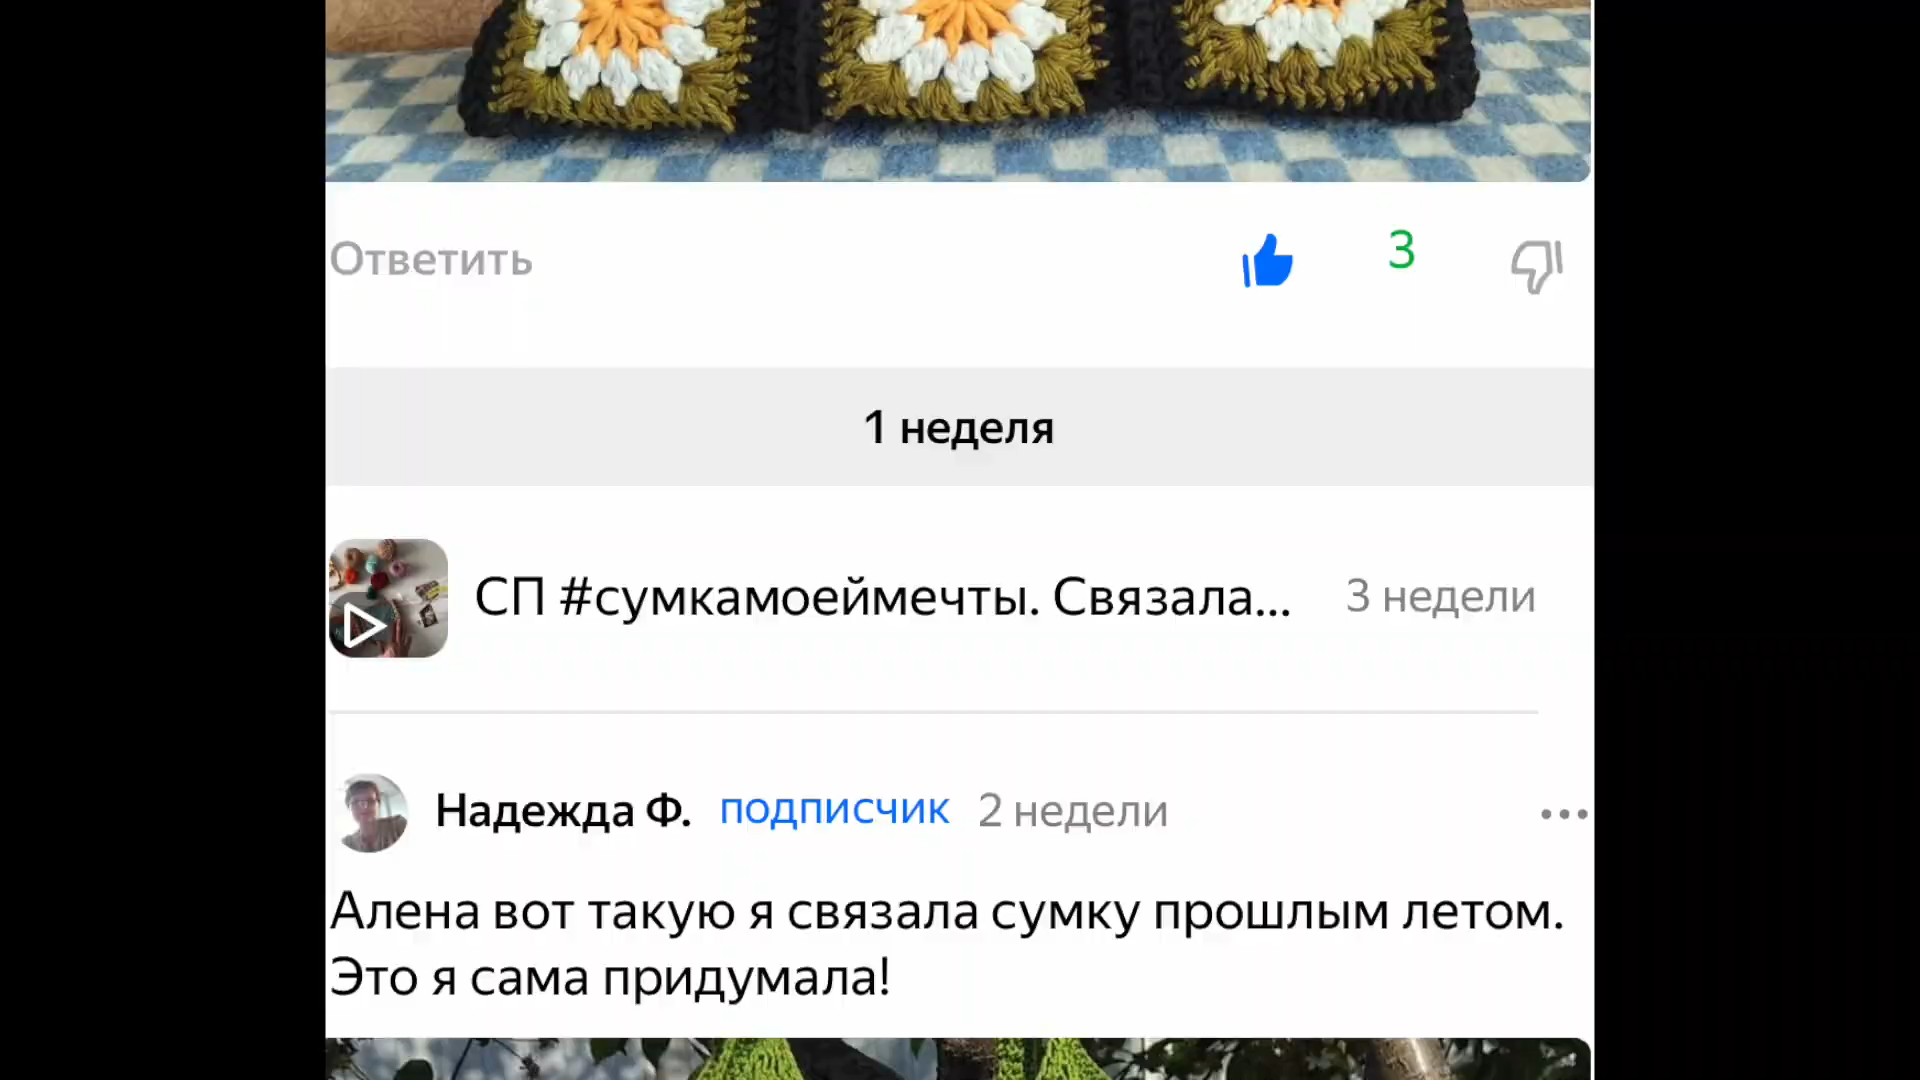 Ответить
3
1 неделя
СП #сумкамоеймечты. Связала... 3 недели
Надежда Ф. подписчик 2 недели
Алена вот такую я связала сумку прошлым летом.
Это я сама придумала!